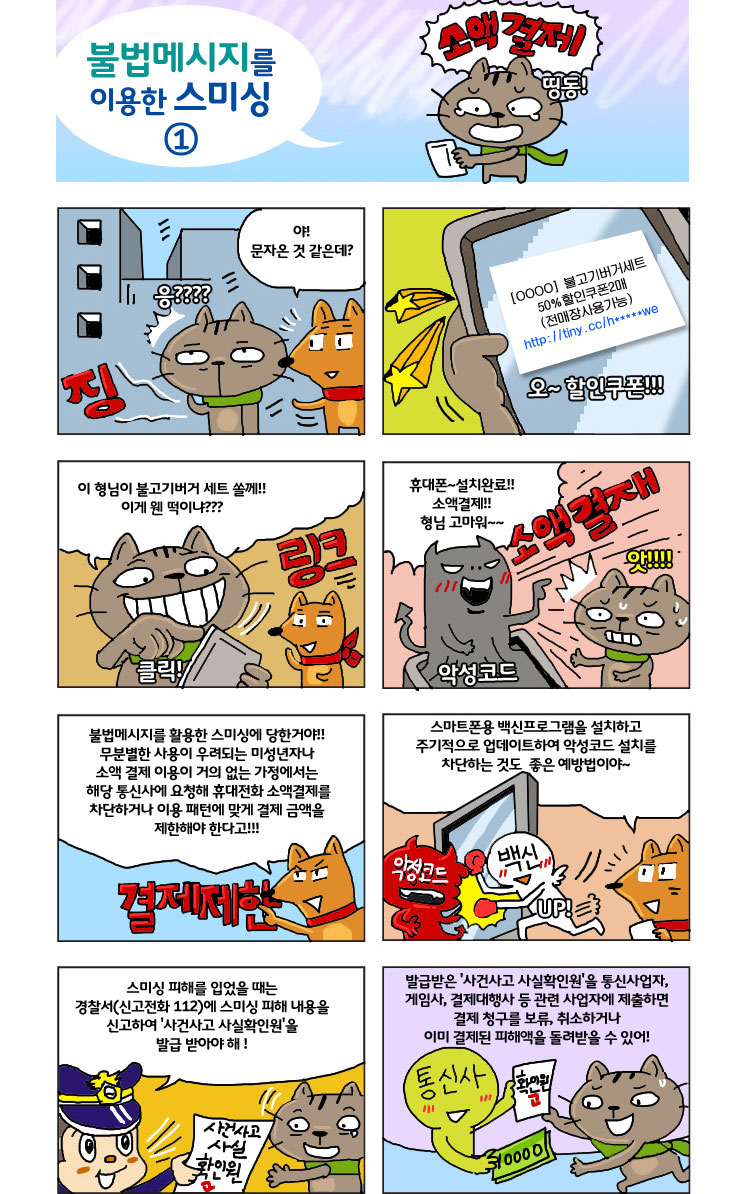 불법메시지를
이용한 스미싱
①
소액결제
띵동!
야!
문자온 것 같은데?
응????
징
[OOOO] 불고기버거세트
50%할인쿠폰2매
(전매장사용가능)
http://tiny.cc/h*****we
오~ 할인쿠폰!!!
이 형님이 불고기버거 세트 쏠께!!
이게 웬 떡이냐???
링크
클릭!
휴대폰~설치완료!!
소액결제!!
형님 고마워~~
소액결재
앗!!!!
악성코드
불법메시지를 활용한 스미싱에 당한거야!!
무분별한 사용이 우려되는 미성년자나
소액 결제 이용이 거의 없는 가정에서는
해당 통신사에 요청해 휴대전화 소액결제를
차단하거나 이용 패턴에 맞게 결제 금액을
제한해야 한다고!!!
결제제한
스마트폰용 백신프로그램을 설치하고
주기적으로 업데이트하여 악성코드 설치를
차단하는 것도 좋은 예방법이야~
악성코드
백신
UP!
스미싱 피해를 입었을 때는
경찰서(신고전화 112)에 스미싱 피해 내용을
신고하여 '사건사고 사실확인원'을
발급 받아야 해 !
사건사고
사실
확인원
발급받은 '사건사고 사실확인원'을 통신사업자,
게임사, 결제대행사 등 관련 사업자에 제출하면
결제 청구를 보류, 취소하거나
이미 결제된 피해액을 돌려받을 수 있어!
통신사
확인원
10000